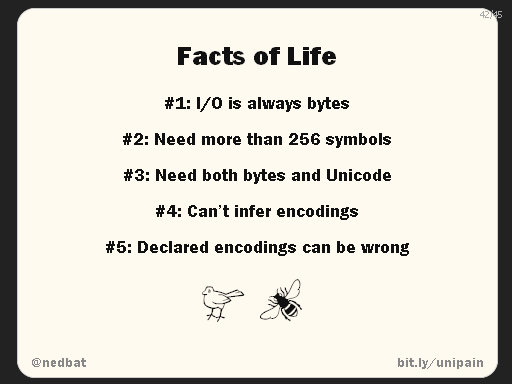 42/45
Facts of Life
#1: I/O is always bytes
#2: Need more than 256 symbols
#3: Need both bytes and Unicode
#4: Can't infer encodings
#5: Declared encodings can be wrong
@nedbat
bit.ly/unipain